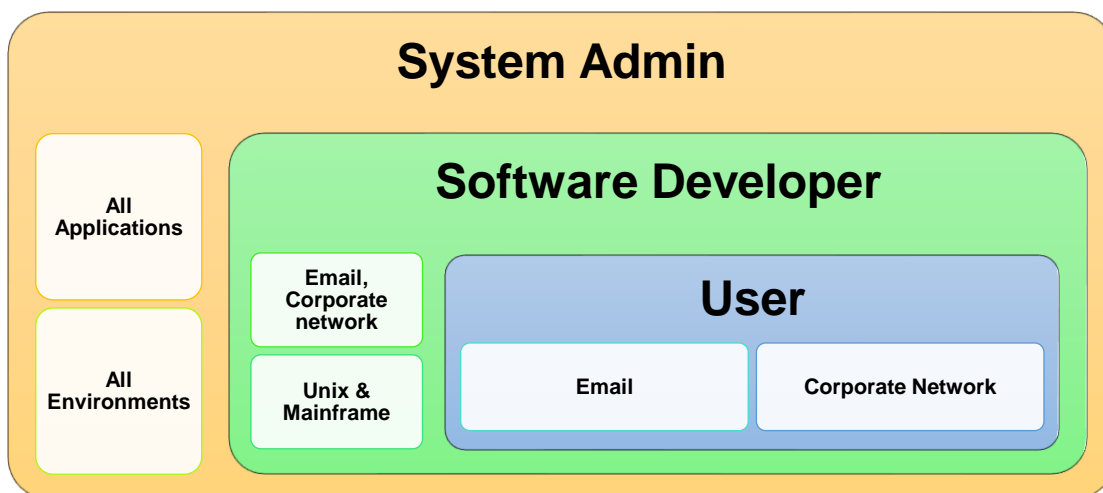 System Admin
All
Applications
All
Environments
Software Developer
Email,
Corporate
network
Unix &
Mainframe
User
Email
Corporate Network